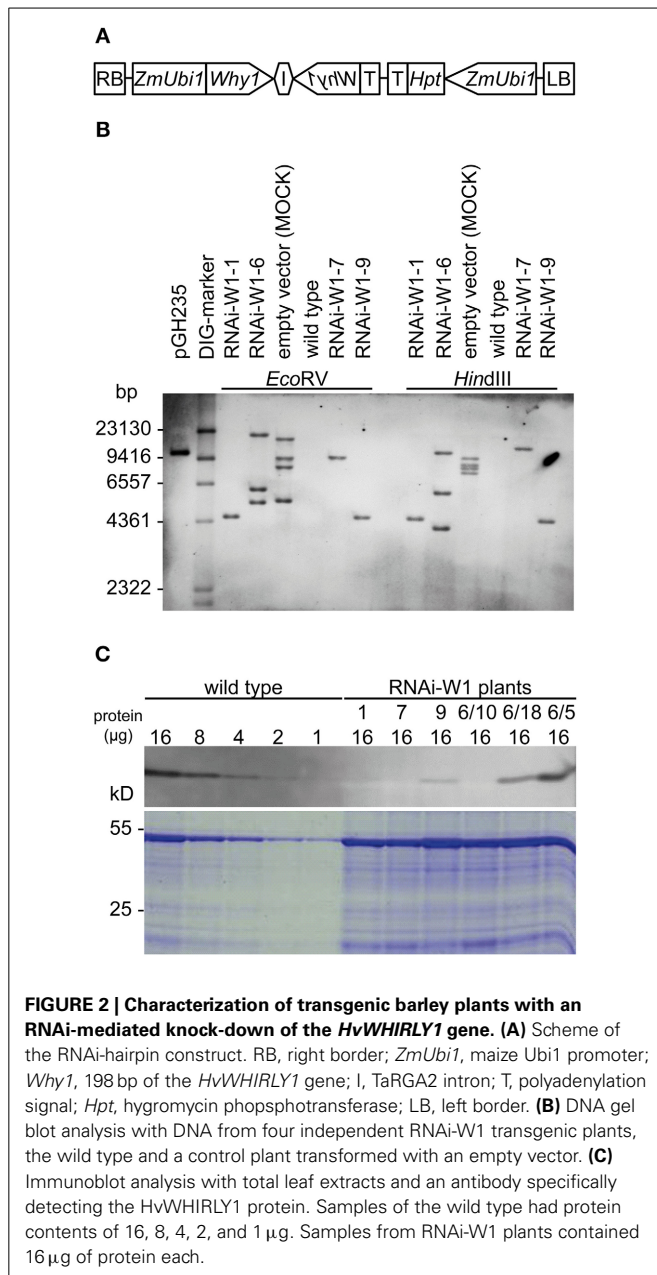 A
RB ZmUbi1 Why1 I Why1 T T Hpt ZmUbi1 LB
B
pGH235
DIG-marker
RNAi-W1-1
RNAi-W1-6
empty vector (MOCK)
wild type
RNAi-W1-7
RNAi-W1-9
RNAi-W1-1
RNAi-W1-6
empty vector (MOCK)
wild type
RNAi-W1-7
RNAi-W1-9
EcoRV HindIII
bp
23130
9416
6557
4361
2322
C
wild type RNAi-W1 plants
protein 1 7 9 6/10 6/18 6/5
(µg) 16 8 4 2 1 16 16 16 16 16 16
kD
55
25
FIGURE 2 | Characterization of transgenic barley plants with an
RNAi-mediated knock-down of the HvWHIRLY1 gene. (A) Scheme of
the RNAi-hairpin construct. RB, right border; ZmUbi1, maize Ubi1 promoter;
Why1, 198 bp of the HvWHIRLY1 gene; I, TaRGA2 intron; T, polyadenylation
signal; Hpt, hygromycin phopsphotransferase; LB, left border. (B) DNA gel
blot analysis with DNA from four independent RNAi-W1 transgenic plants,
the wild type and a control plant transformed with an empty vector. (C)
Immunoblot analysis with total leaf extracts and an antibody specifically
detecting the HvWHIRLY1 protein. Samples of the wild type had protein
contents of 16, 8, 4, 2, and 1 µg. Samples from RNAi-W1 plants contained
16 µg of protein each.